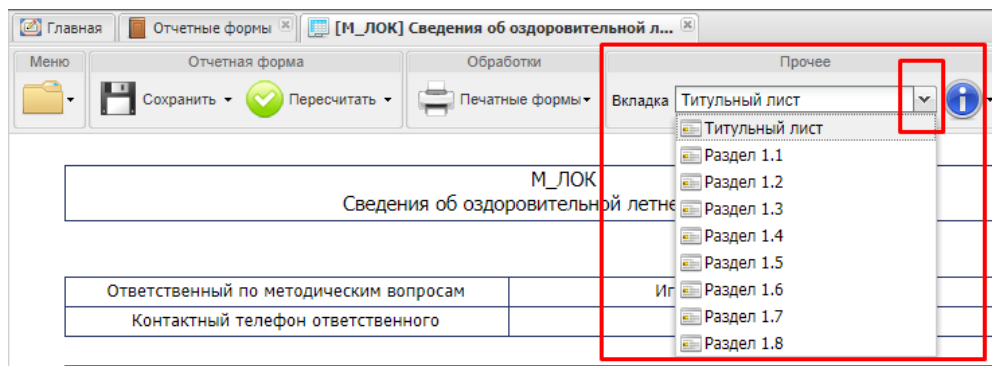 Главная Отчетные формы [М_ЛОК] Сведения об оздоровительной л...
Меню Отчетная форма Обработки Прочее
Сохранить Пересчитать Печатные формы Вкладка Титульный лист
Титульный лист
Раздел 1.1
М_ЛОК Раздел 1.2
Сведения об оздоровительной летне Раздел 1.3
Раздел 1.4
Раздел 1.5
Ответственный по методическим вопросам Иг Раздел 1.6
Контактный телефон ответственного Раздел 1.7
Раздел 1.8